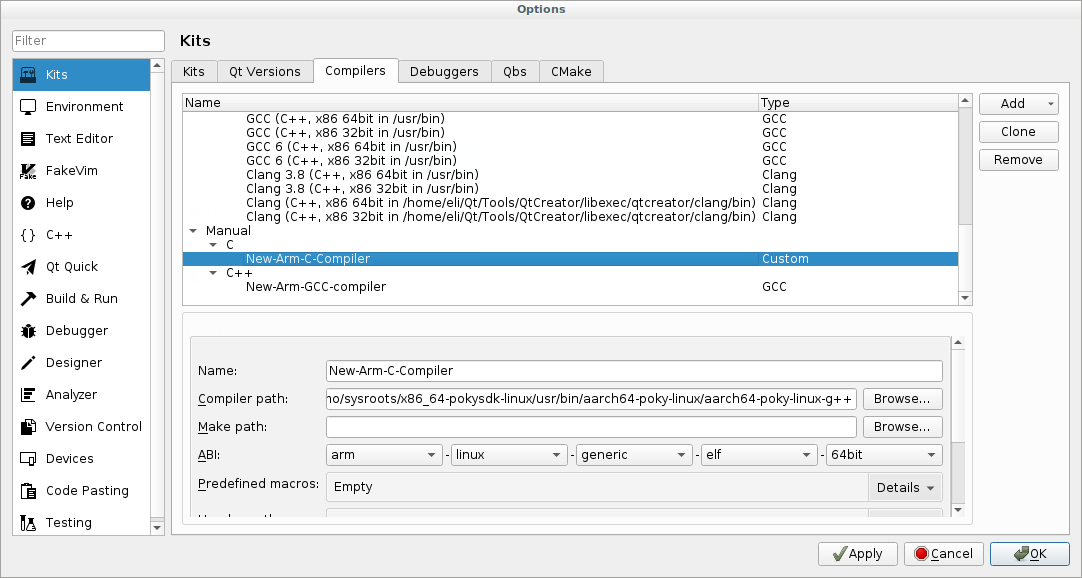 Options
Filter
Kits
Environment
Text Editor
FakeVim
Help
C++
Qt Quick
Build & Run
Debugger
Designer
Analyzer
Version Control
Devices
Code Pasting
Testing
Kits
Kits Qt Versions Compilers Debuggers Qbs CMake
Name Type
GCC (C++, x86 64bit in /usr/bin) GCC
GCC (C++, x86 32bit in /usr/bin) GCC
GCC 6 (C++, x86 64bit in /usr/bin) GCC
GCC 6 (C++, x86 32bit in /usr/bin) GCC
Clang 3.8 (C++, x86 64bit in /usr/bin) Clang
Clang 3.8 (C++, x86 32bit in /usr/bin) Clang
Clang (C++, x86 64bit in /home/eli/Qt/Tools/QtCreator/libexec/qtcreator/clang/bin) Clang
Clang (C++, x86 32bit in /home/eli/Qt/Tools/QtCreator/libexec/qtcreator/clang/bin) Clang
Manual
C
New-Arm-C-Compiler Custom
C++
New-Arm-GCC-compiler GCC
Add
Clone
Remove
Name: New-Arm-C-Compiler
Compiler path: no/sysroots/x86_64-pokysdk-linux/usr/bin/aarch64-poky-linux/aarch64-poky-linux-g++ Browse...
Make path: Browse...
ABI: arm - linux - generic - elf - 64bit
Predefined macros: Empty Details
Apply Cancel OK